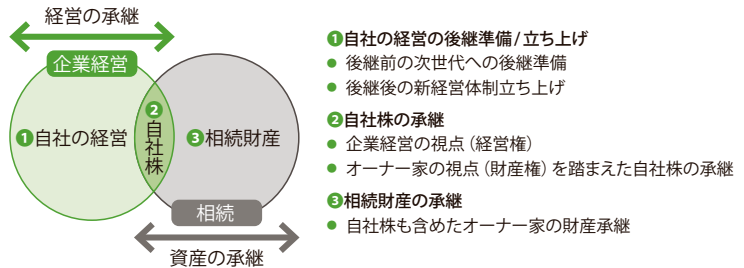 経営の承継
企業経営
❶自社の経営
❷
自社株
❸相続財産
相続
資産の承継
❶自社の経営の後継準備/立ち上げ
● 後継前の次世代への後継準備
● 後継後の新経営体制立ち上げ
❷自社株の承継
● 企業経営の視点（経営権）
● オーナー家の視点（財産権）を踏まえた自社株の承継
❸相続財産の承継
● 自社株も含めたオーナー家の財産承継